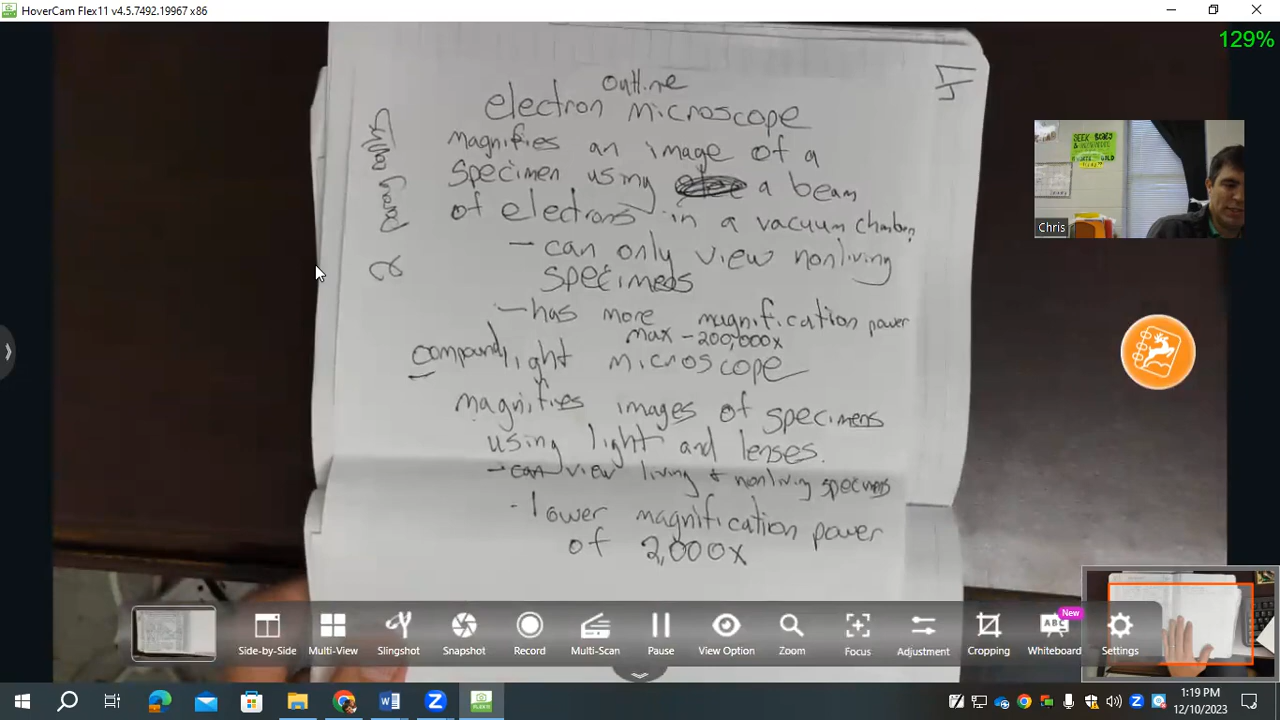 HoverCam Flex11 v4.5.7492.19967 x86
129%
Outline
electron microscope
magnifies an image of a
specimen using a beam
of electrons in a vacuum chamber
- can only view nonliving
specimens
- has more magnification power
max - 200,000x
compound light microscope
magnifies images of specimens
using light and lenses.
- can view living + nonliving specimens
- lower magnification power
of 2,000x
SEEK
GOLD
Chris
Side-by-Side
Multi-View
Slingshot
Snapshot
Record
Multi-Scan
Pause
View Option
Zoom
Focus
Adjustment
Cropping
ABC
New
Whiteboard
Settings
FLEX11
1:19 PM
12/10/2023